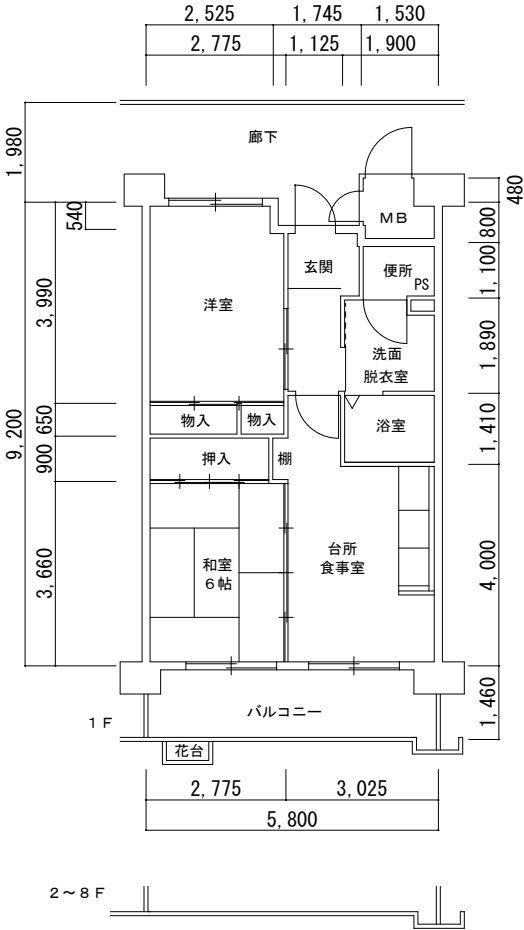 2,525 1,745 1,530
2,775 1,125 1,900
1,980
廊下
480
540
MB
800
玄関
便所
1,100
PS
3,990
洋室
洗面
脱衣室
1,890
9,200
650
物入 物入
浴室
1,410
900
押入
棚
3,660
和室
6帖
台所
食事室
4,000
バルコニー
1,460
1F
花台
2,775 3,025
5,800
2～8F